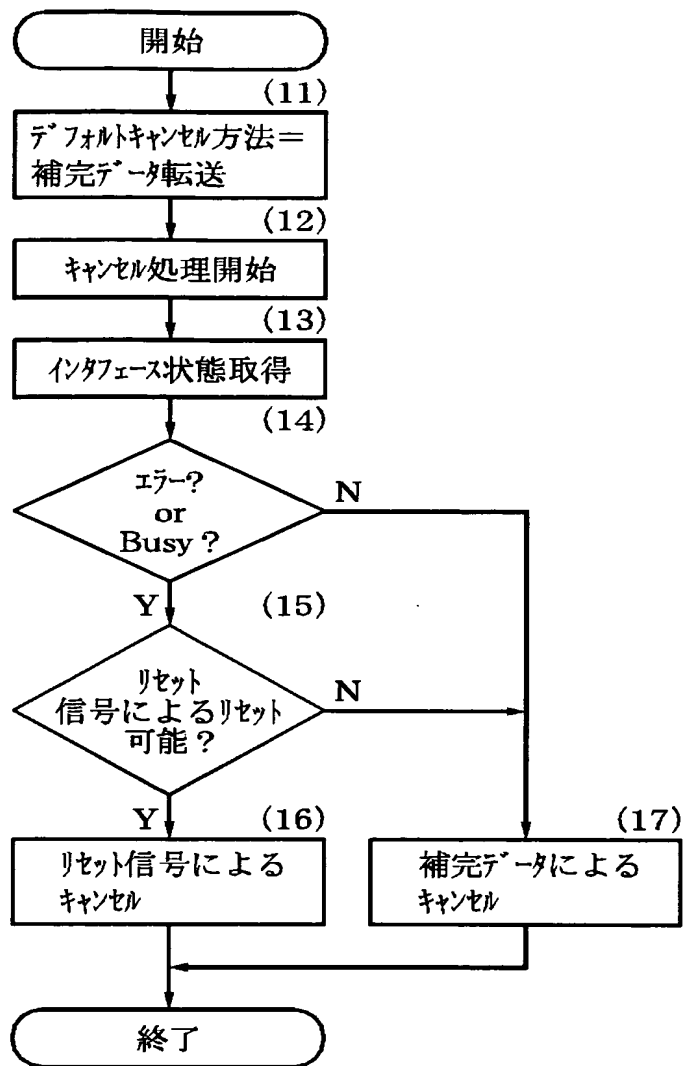 開始
(11)
デフォルトキャンセル方法＝
補完データ転送
(12)
キャンセル処理開始
(13)
インタフェース状態取得
(14)
エラー?
or
Busy？
N
Y
(15)
リセット
信号によるリセット
可能？
N
Y
(16)
(17)
リセット信号による
キャンセル
補完データによる
キャンセル
終了